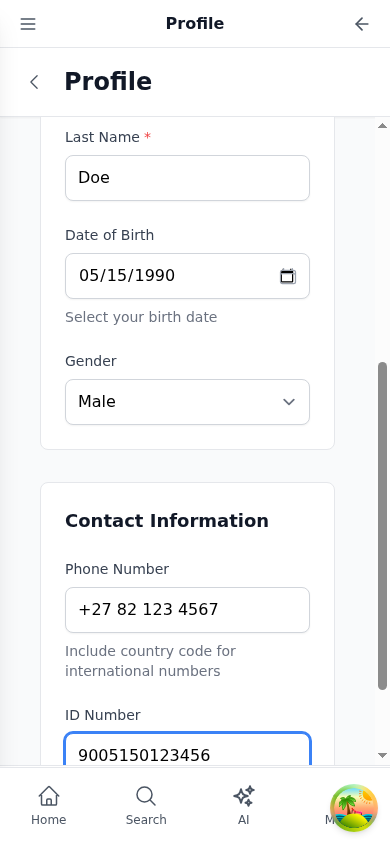 Profile
Profile
Last Name *
Doe
Date of Birth
05/15/1990
Select your birth date
Gender
Male
Contact Information
Phone Number
+27 82 123 4567
Include country code for
international numbers
ID Number
9005150123456
Home
Search
AI